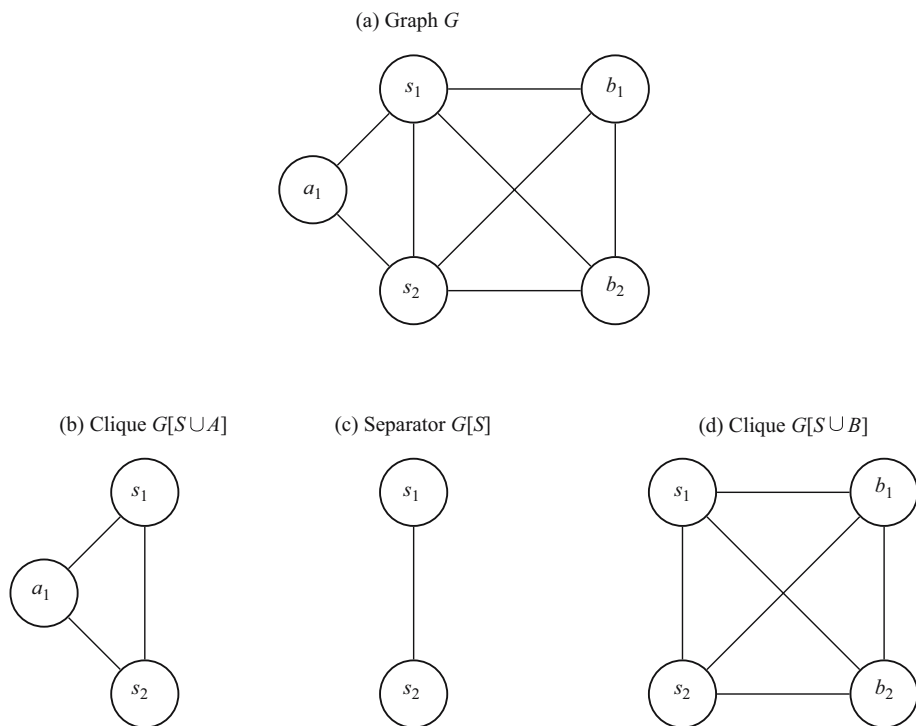 (a) Graph G
s₁ b₁
a₁
s₂ b₂
(b) Clique G[S ∪ A] (c) Separator G[S] (d) Clique G[S ∪ B]
s₁ s₁ s₁ b₁
a₁
s₂ s₂ s₂ b₂